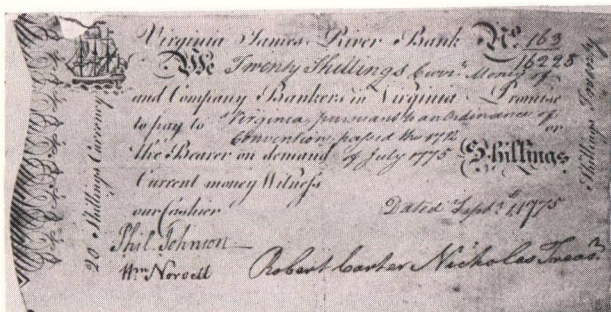 Virginia James River Bank No. 163
16228
We Twenty Shillings Curr.t Money of
and Company Bankers in Virginia Promise
to pay to Virginia pursuant to an Ordinance of
Convention passed the 17th or
the Bearer on demand of July 1775 Shillings
Current money Witness
our Cashier Dated Sept.r 1, 1775
Phil. Johnson
Wm Norvell Robert Carter Nicholas Treas.r
20 Shillings Currency
Shillings